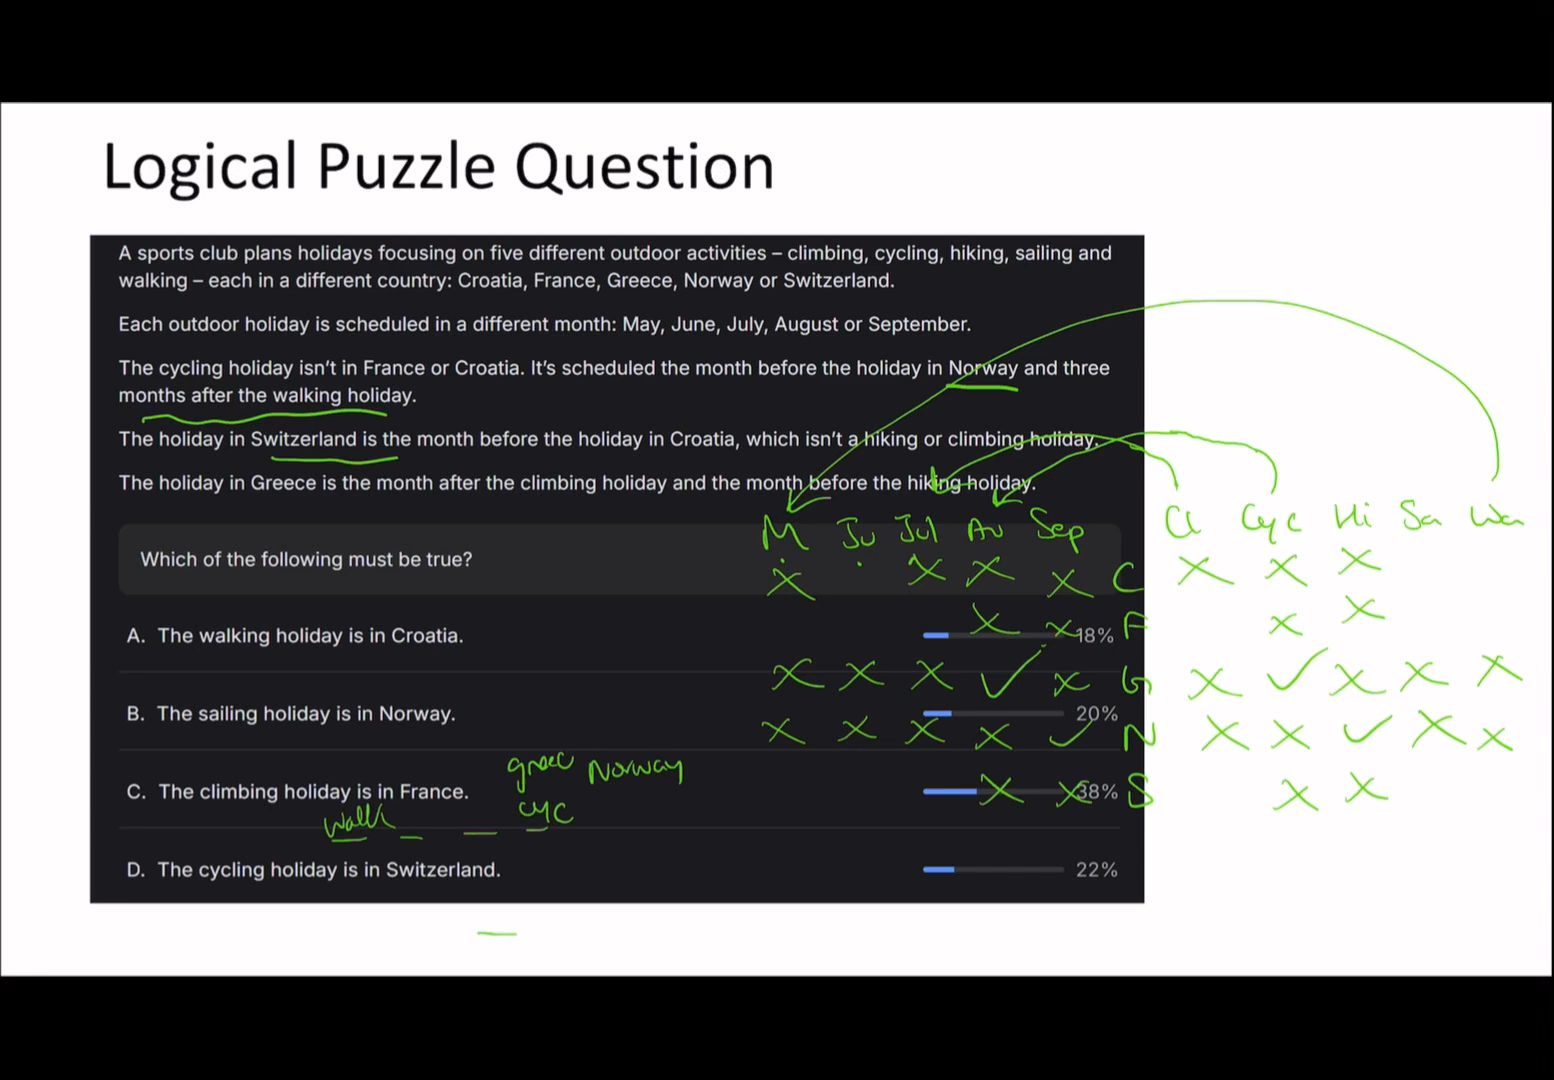 Logical Puzzle Question
A sports club plans holidays focusing on five different outdoor activities – climbing, cycling, hiking, sailing and
walking – each in a different country: Croatia, France, Greece, Norway or Switzerland.
Each outdoor holiday is scheduled in a different month: May, June, July, August or September.
The cycling holiday isn't in France or Croatia. It's scheduled the month before the holiday in Norway and three
months after the walking holiday.
The holiday in Switzerland is the month before the holiday in Croatia, which isn't a hiking or climbing holiday.
The holiday in Greece is the month after the climbing holiday and the month before the hiking holiday.
M Ju Jul Au Sep Cl Cyc Hi Sa Wa
Which of the following must be true?
X X X X C X X X
A. The walking holiday is in Croatia. 18%
X X F X X
X X X ✓ X G X ✓ X X X
B. The sailing holiday is in Norway. 20%
X X X X ✓ N X X ✓ X X
Norway
C. The climbing holiday is in France. 38%
X X S X X
Walk _ _ cyc
D. The cycling holiday is in Switzerland. 22%